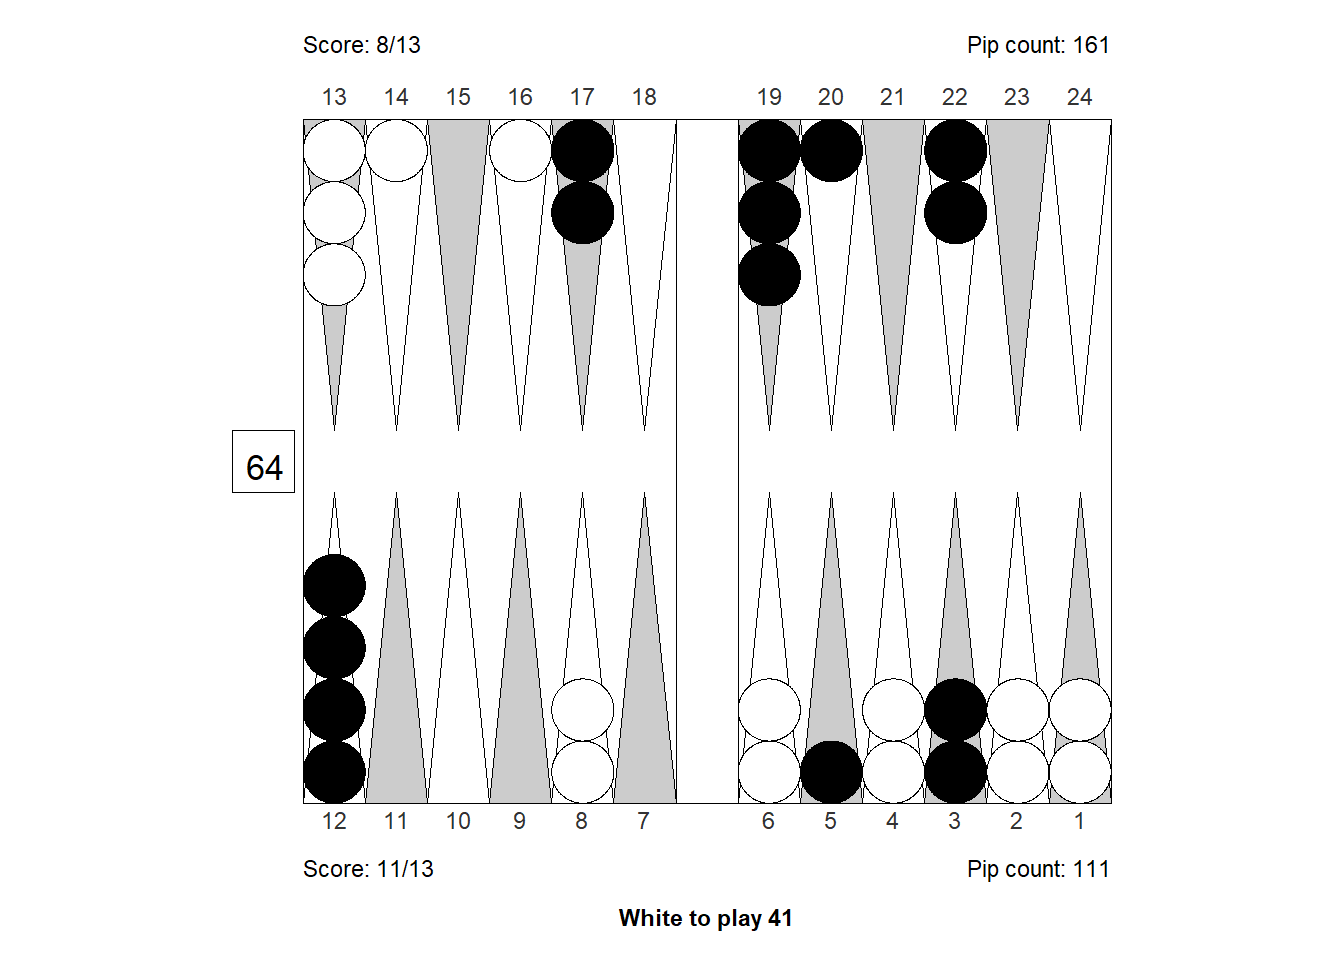 Score: 8/13 Pip count: 161
13 14 15 16 17 18 19 20 21 22 23 24
64
12 11 10 9 8 7 6 5 4 3 2 1
Score: 11/13 Pip count: 111
White to play 41